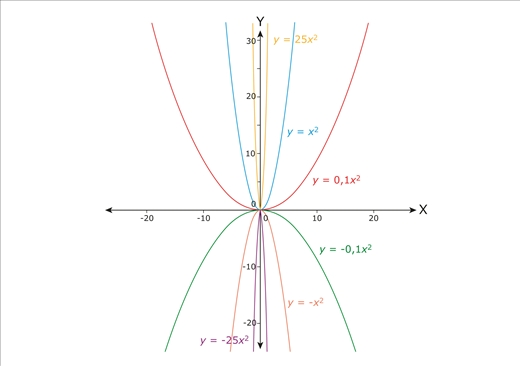 Y
30
y = 25x²
20
y = x²
10
y = 0,1x²
0
X
-20
-10
0
10
20
y = -0,1x²
-10
y = -x²
-20
y = -25x²